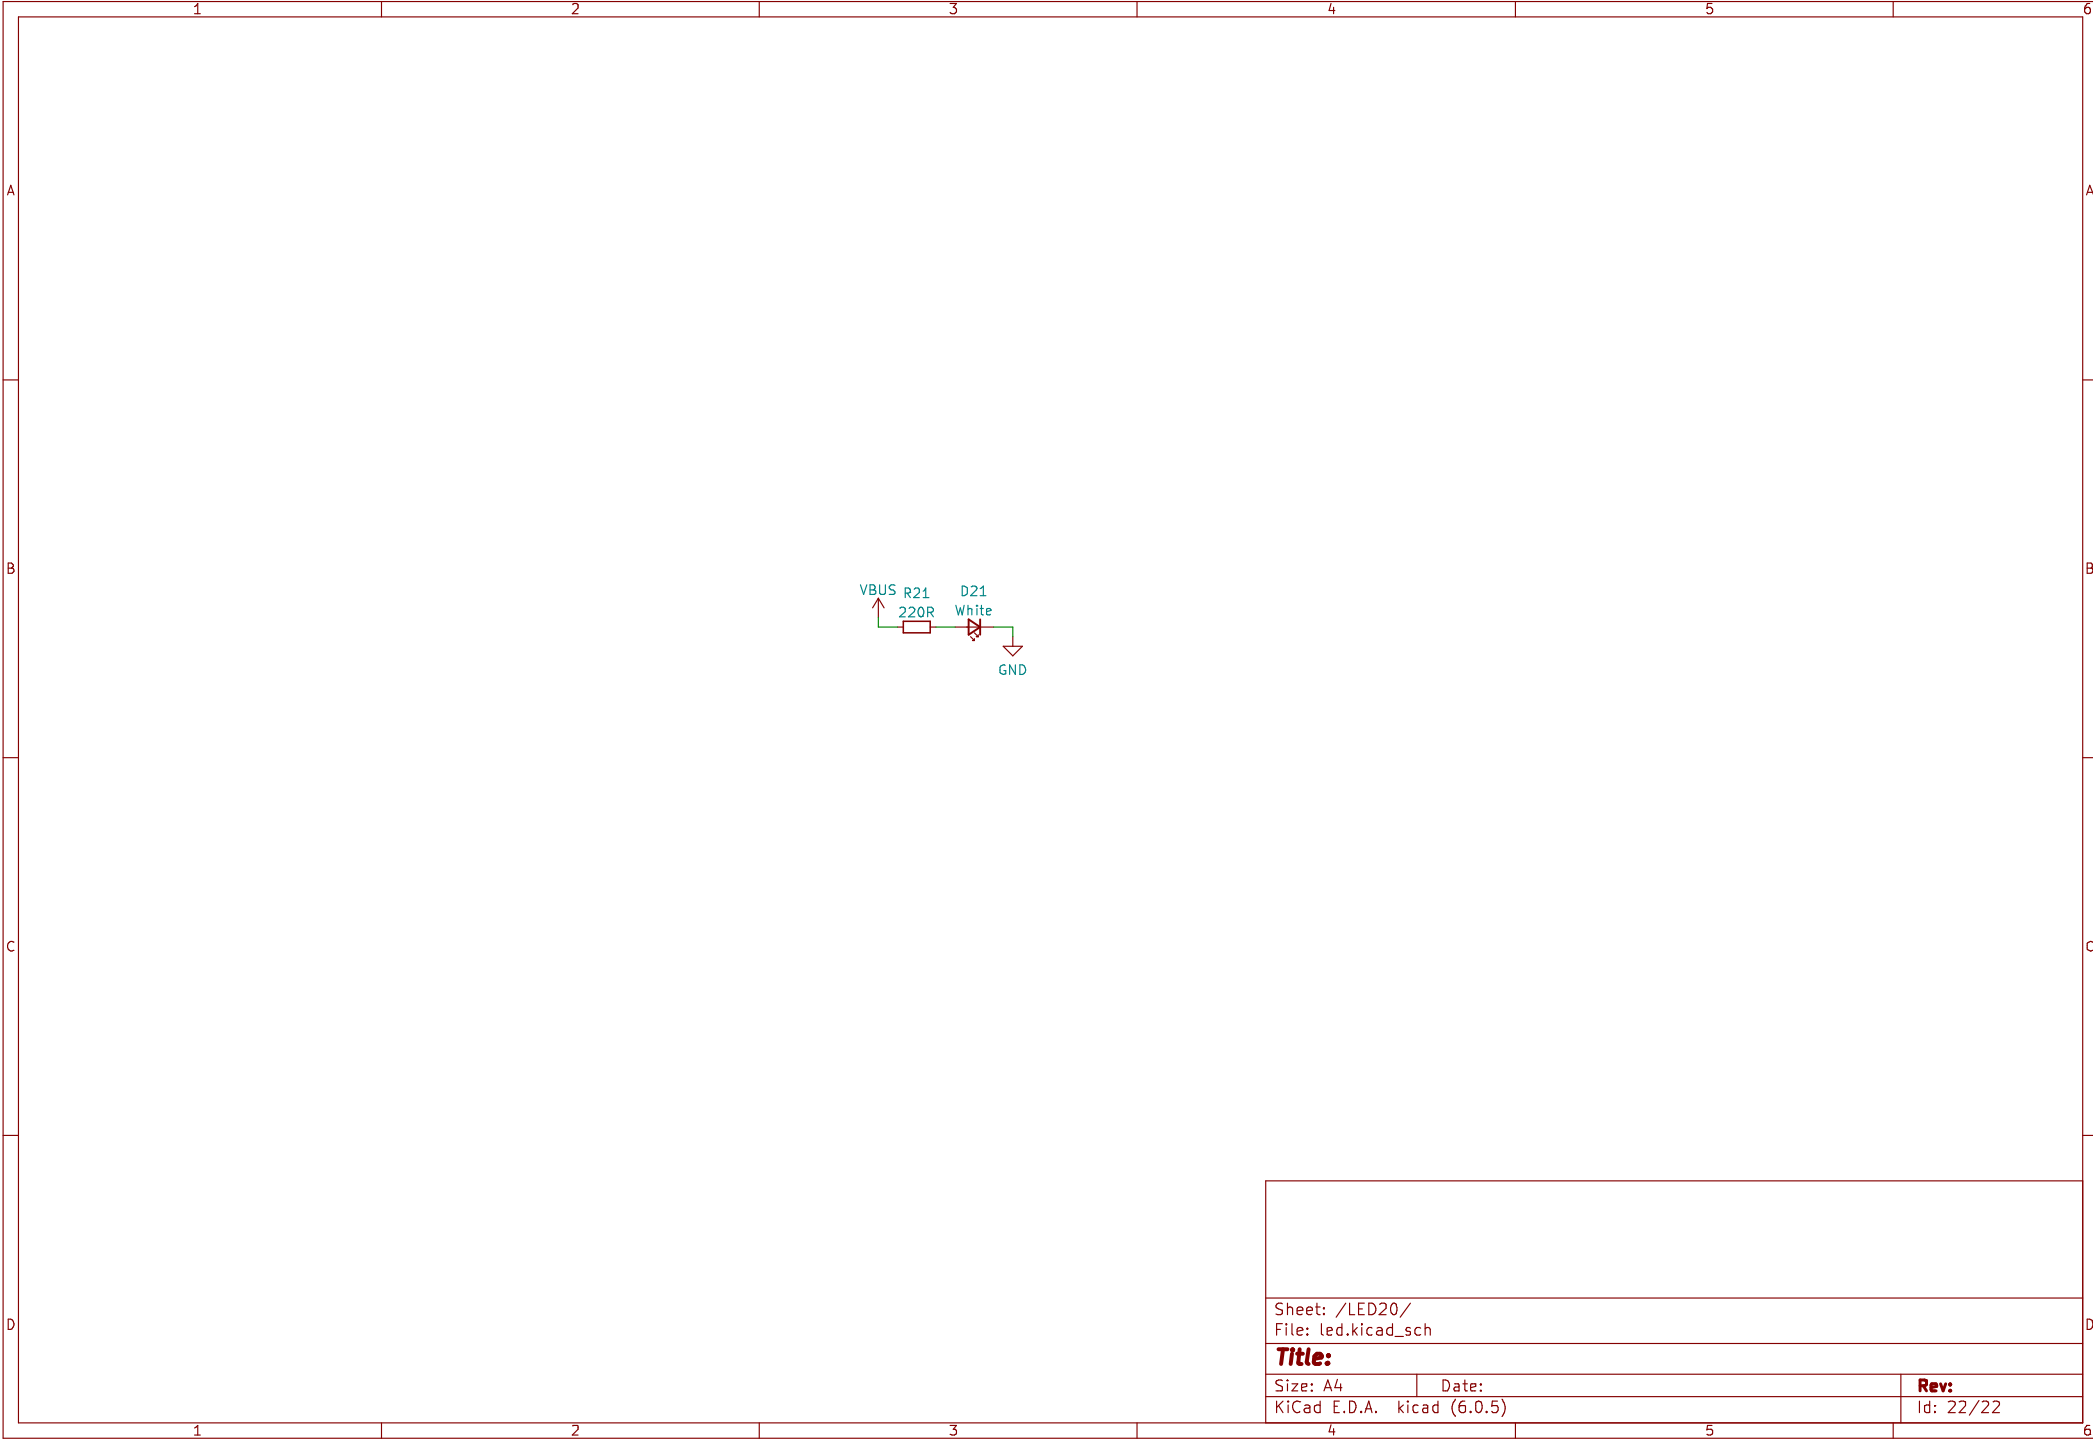 1 2 3 4 5 6
A A
B B
VBUS R21 D21
220R White
GND
C C
Sheet: /LED20/
File: led.kicad_sch
D D
Title:
Size: A4 Date: Rev:
KiCad E.D.A. kicad (6.0.5) Id: 22/22
1 2 3 4 5 6